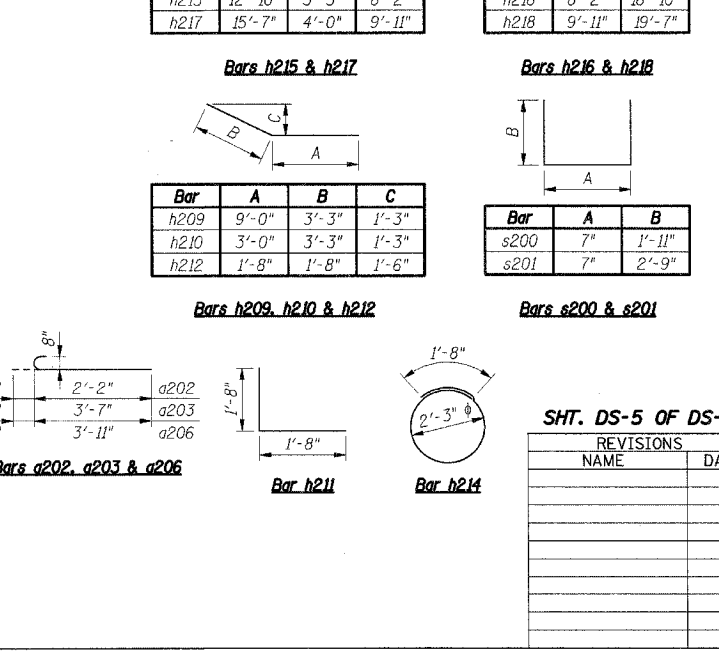 h217 15'-7" 4'-0" 9'-11"
h218 9'-11" 19'-7"
Bars h215 & h217
Bars h216 & h218
B
C
A
B
A
Bar A B C
h209 9'-0" 3'-3" 1'-3"
h210 3'-0" 3'-3" 1'-3"
h212 1'-8" 1'-8" 1'-6"
Bar A B
s200 7" 1'-11"
s201 7" 2'-9"
Bars h209, h210 & h212
Bars s200 & s201
8"
2'-2" a202
3'-7" a203
3'-11" a206
Bars a202, a203 & a206
1'-8"
1'-8"
Bar h211
1'-8"
2'-3" ϕ
Bar h214
SHT. DS-5 OF DS-
REVISIONS
NAME DA